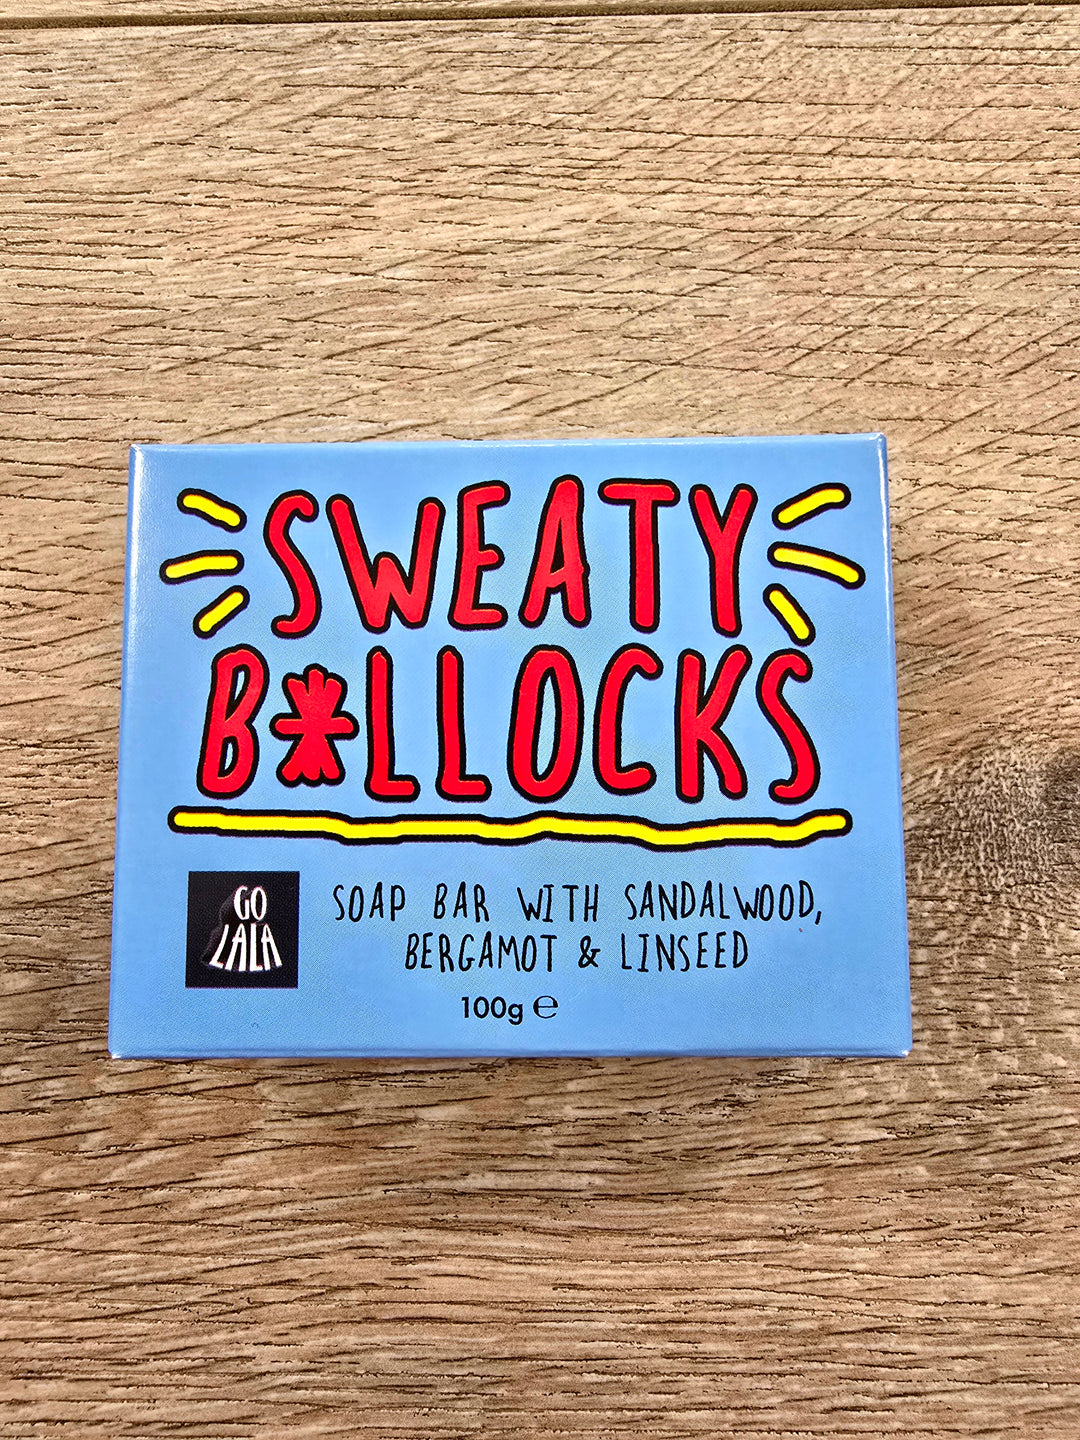 SWEATY
B*LLOCKS
GO
LALA
SOAP BAR WITH SANDALWOOD,
BERGAMOT & LINSEED
100g ℮